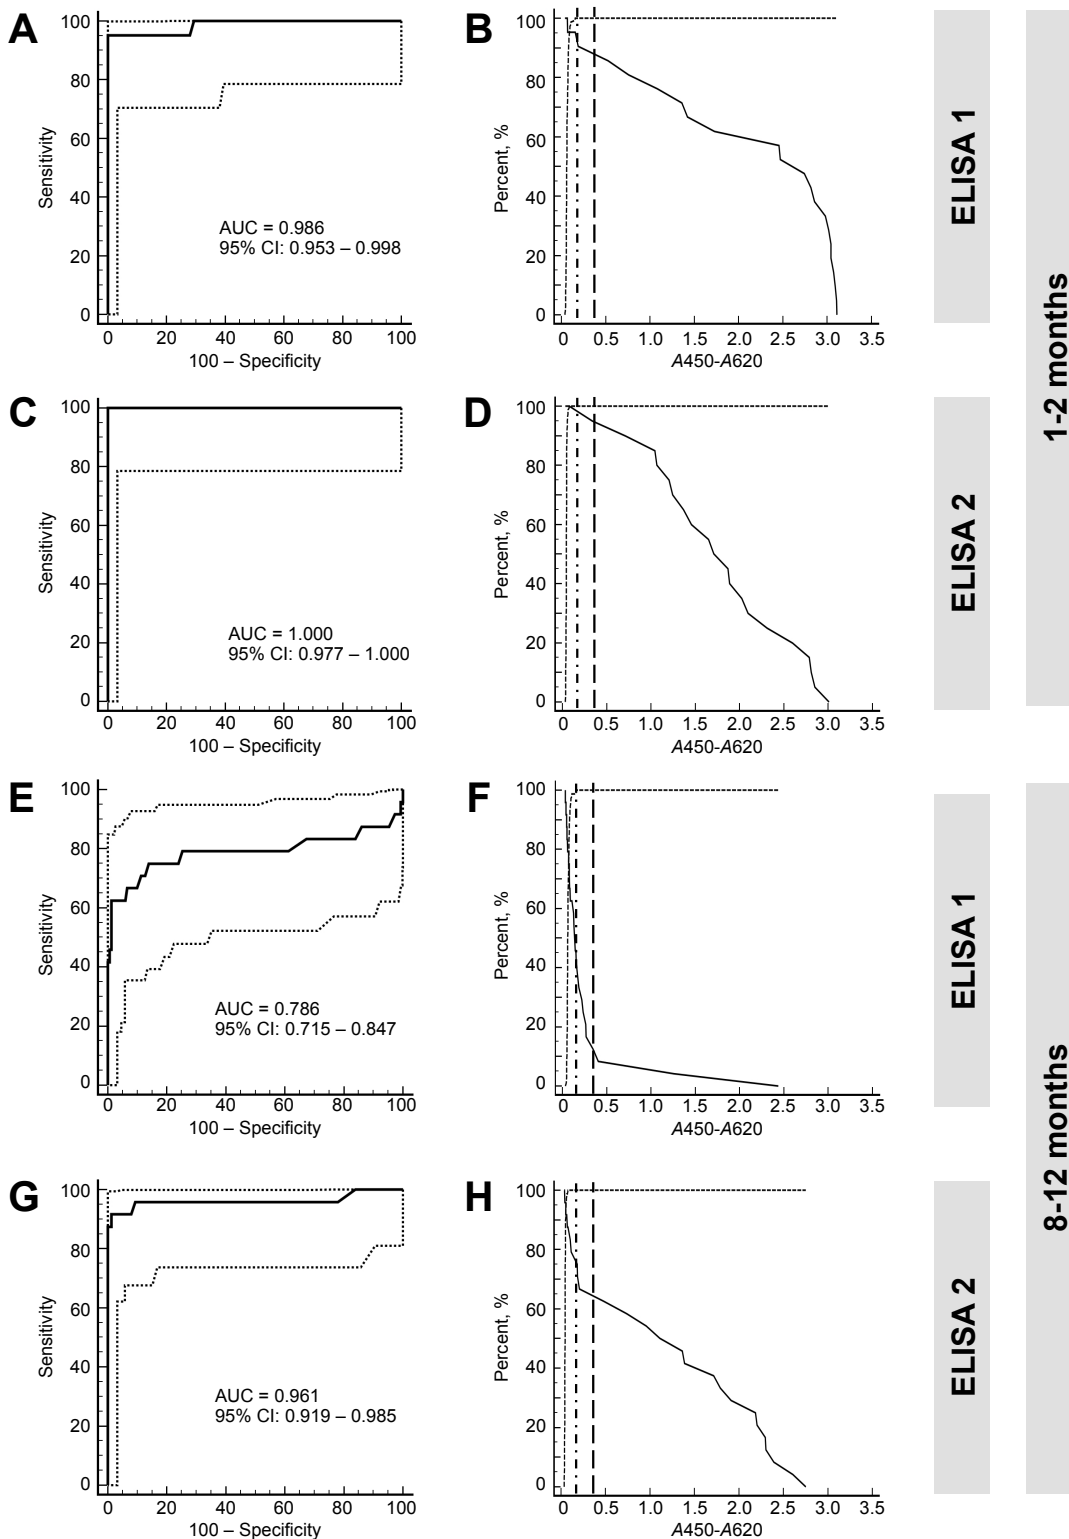 A
100
80
60
40
20
0
Sensitivity
AUC = 0.986
95% CI: 0.953 – 0.998
0 20 40 60 80 100
100 – Specificity
B
100
80
60
40
20
0
Percent, %
0 0.5 1.0 1.5 2.0 2.5 3.0 3.5
A450-A620
ELISA 1
C
100
80
60
40
20
0
Sensitivity
AUC = 1.000
95% CI: 0.977 – 1.000
0 20 40 60 80 100
100 – Specificity
D
100
80
60
40
20
0
Percent, %
0 0.5 1.0 1.5 2.0 2.5 3.0 3.5
A450-A620
ELISA 2
1-2 months
E
100
80
60
40
20
0
Sensitivity
AUC = 0.786
95% CI: 0.715 – 0.847
0 20 40 60 80 100
100 – Specificity
F
100
80
60
40
20
0
Percent, %
0 0.5 1.0 1.5 2.0 2.5 3.0 3.5
A450-A620
ELISA 1
G
100
80
60
40
20
0
Sensitivity
AUC = 0.961
95% CI: 0.919 – 0.985
0 20 40 60 80 100
100 – Specificity
H
100
80
60
40
20
0
Percent, %
0 0.5 1.0 1.5 2.0 2.5 3.0 3.5
A450-A620
ELISA 2
8-12 months